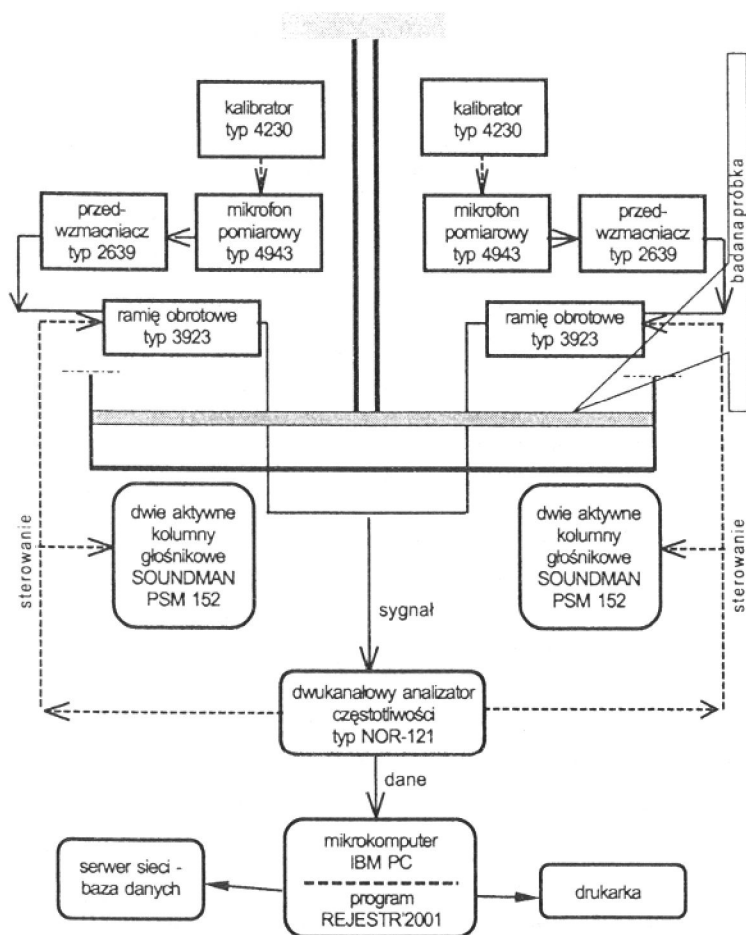 kalibrator
typ 4230
kalibrator
typ 4230
przed-
wzmacniacz
typ 2639
mikrofon
pomiarowy
typ 4943
mikrofon
pomiarowy
typ 4943
przed-
wzmacniacz
typ 2639
badana próbka
ramię obrotowe
typ 3923
ramię obrotowe
typ 3923
sterowanie
dwie aktywne
kolumny
głośnikowe
SOUNDMAN
PSM 152
dwie aktywne
kolumny
głośnikowe
SOUNDMAN
PSM 152
sterowanie
sygnał
dwukanałowy analizator
częstotliwości
typ NOR-121
dane
serwer sieci -
baza danych
mikrokomputer
IBM PC
program
REJESTR'2001
drukarka